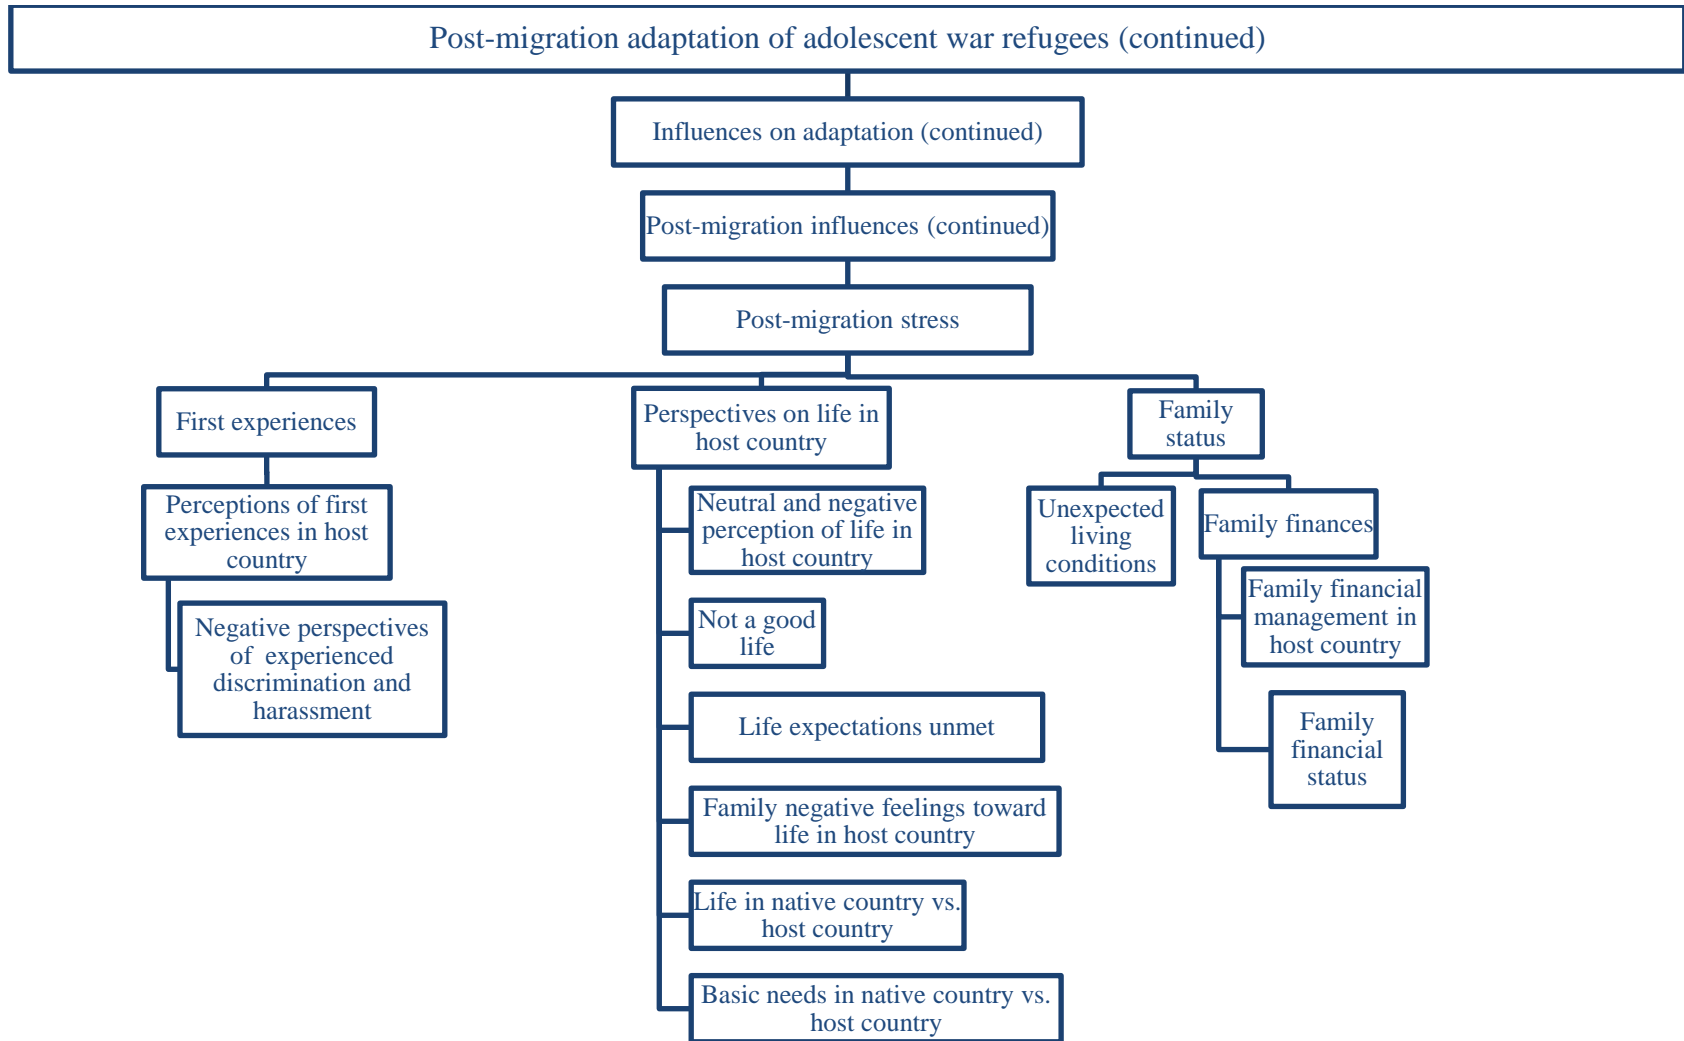 Post-migration adaptation of adolescent war refugees (continued)
Influences on adaptation (continued)
Post-migration influences (continued)
Post-migration stress
First experiences
Perceptions of first
experiences in host
country
Negative perspectives
of experienced
discrimination and
harassment
Perspectives on life in
host country
Neutral and negative
perception of life in
host country
Not a good
life
Life expectations unmet
Family negative feelings toward
life in host country
Life in native country vs.
host country
Basic needs in native country vs.
host country
Family
status
Unexpected
living
conditions
Family finances
Family financial
management in
host country
Family
financial
status